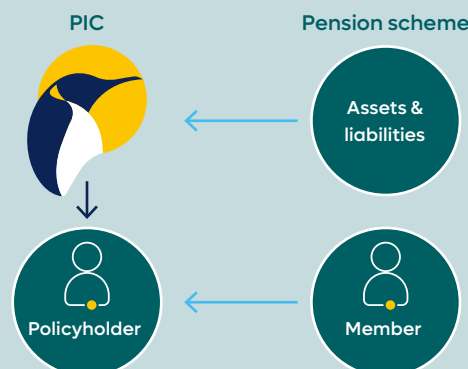 PIC
Pension scheme
Assets &
liabilities
Policyholder
Member